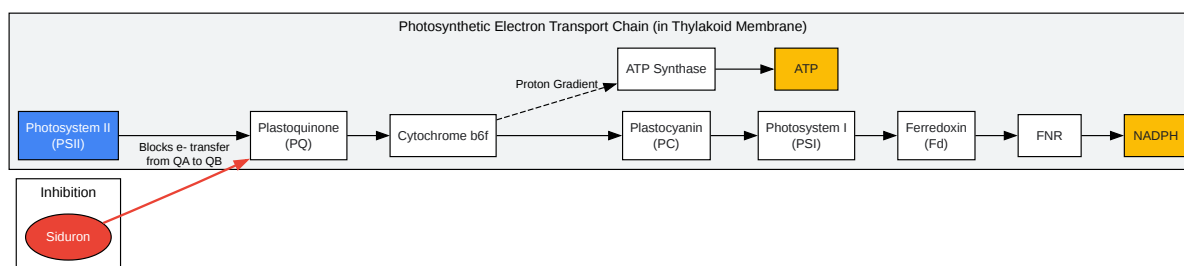 Photosynthetic Electron Transport Chain (in Thylakoid Membrane)
ATP Synthase
ATP
Proton Gradient
Photosystem II
(PSII)
Plastoquinone
(PQ)
Cytochrome b6f
Plastocyanin
(PC)
Photosystem I
(PSI)
Ferredoxin
(Fd)
FNR
NADPH
Blocks e- transfer
from QA to QB
Inhibition
Siduron